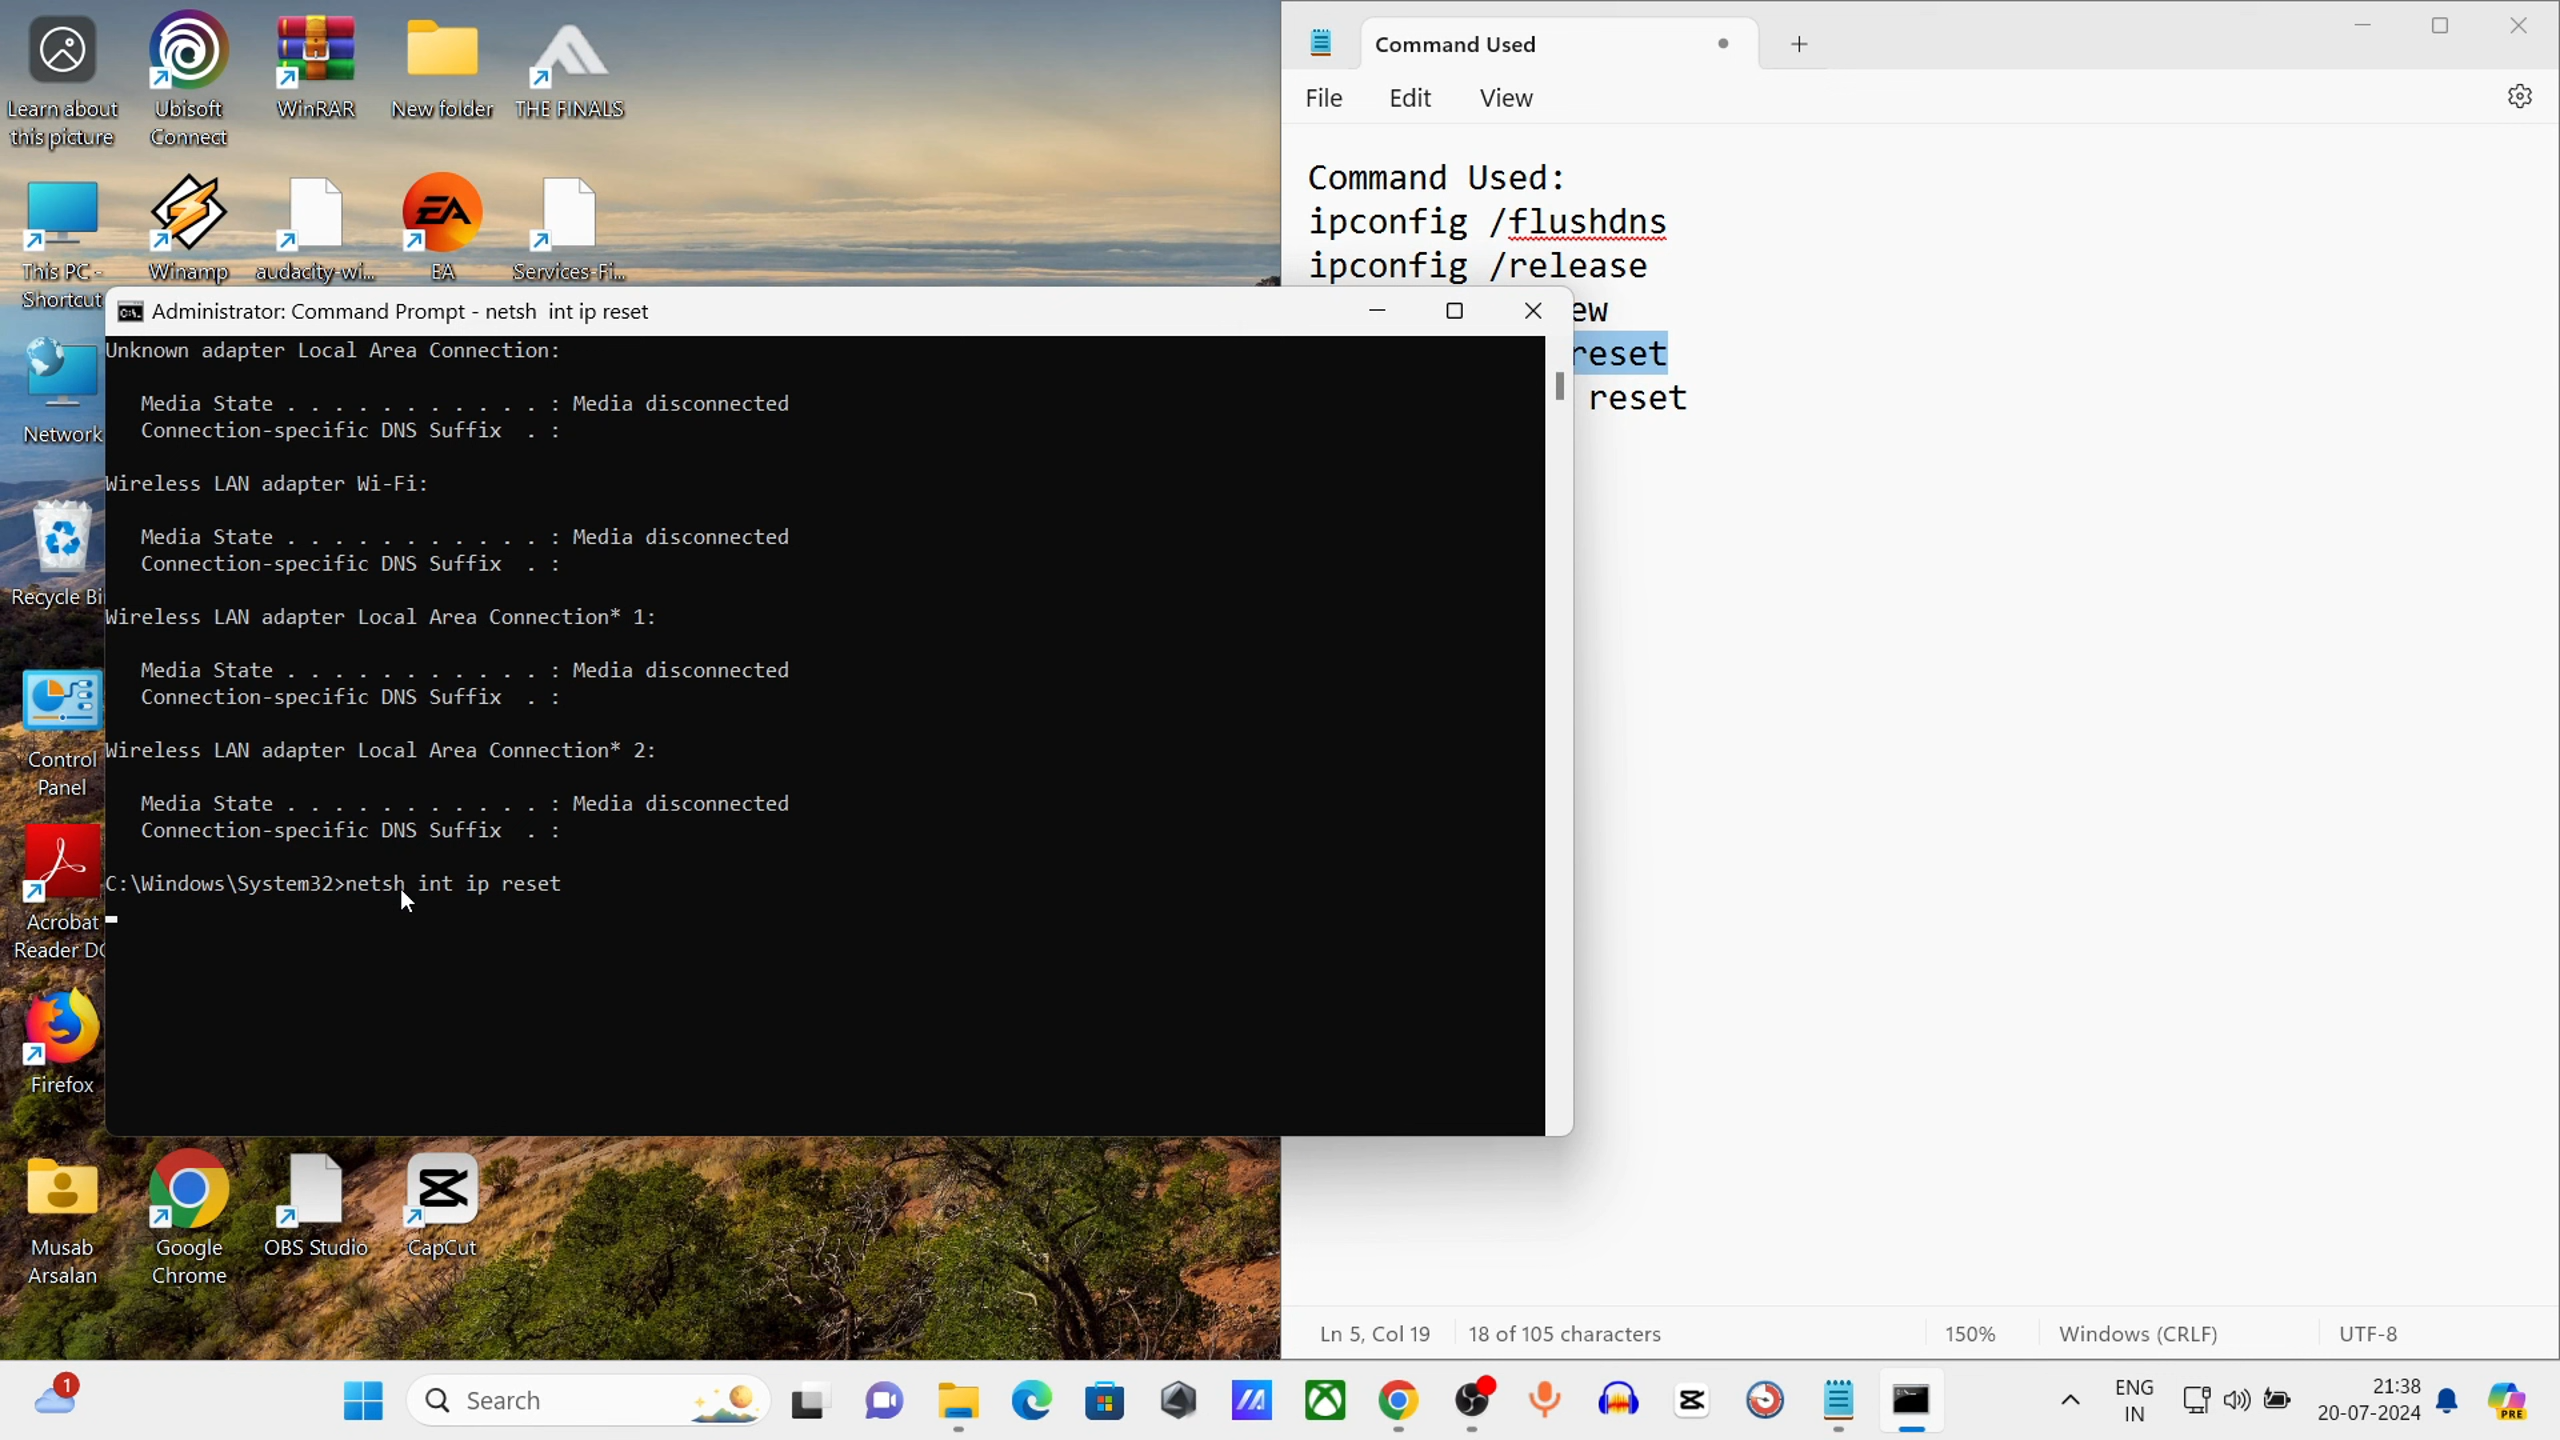 Learn about
this picture
Ubisoft
Connect
WinRAR
New folder
THE FINALS
This PC -
Shortcut
Winamp
audacity-wi...
EA
Services-Fi...
Network
Recycle Bi
Control
Panel
Acrobat
Reader DC
Firefox
Musab
Arsalan
Google
Chrome
OBS Studio
CapCut
Command Used
File Edit View
Command Used:
ipconfig /flushdns
ipconfig /release
ew
reset
reset
Ln 5, Col 19
18 of 105 characters
150%
Windows (CRLF)
UTF-8
Administrator: Command Prompt - netsh  int ip reset
Unknown adapter Local Area Connection:
Media State . . . . . . . . . . . : Media disconnected
Connection-specific DNS Suffix  . :
Wireless LAN adapter Wi-Fi:
Media State . . . . . . . . . . . : Media disconnected
Connection-specific DNS Suffix  . :
Wireless LAN adapter Local Area Connection* 1:
Media State . . . . . . . . . . . : Media disconnected
Connection-specific DNS Suffix  . :
Wireless LAN adapter Local Area Connection* 2:
Media State . . . . . . . . . . . : Media disconnected
Connection-specific DNS Suffix  . :
C:\Windows\System32>netsh int ip reset
1
Search
ENG
IN
21:38
20-07-2024
PRE